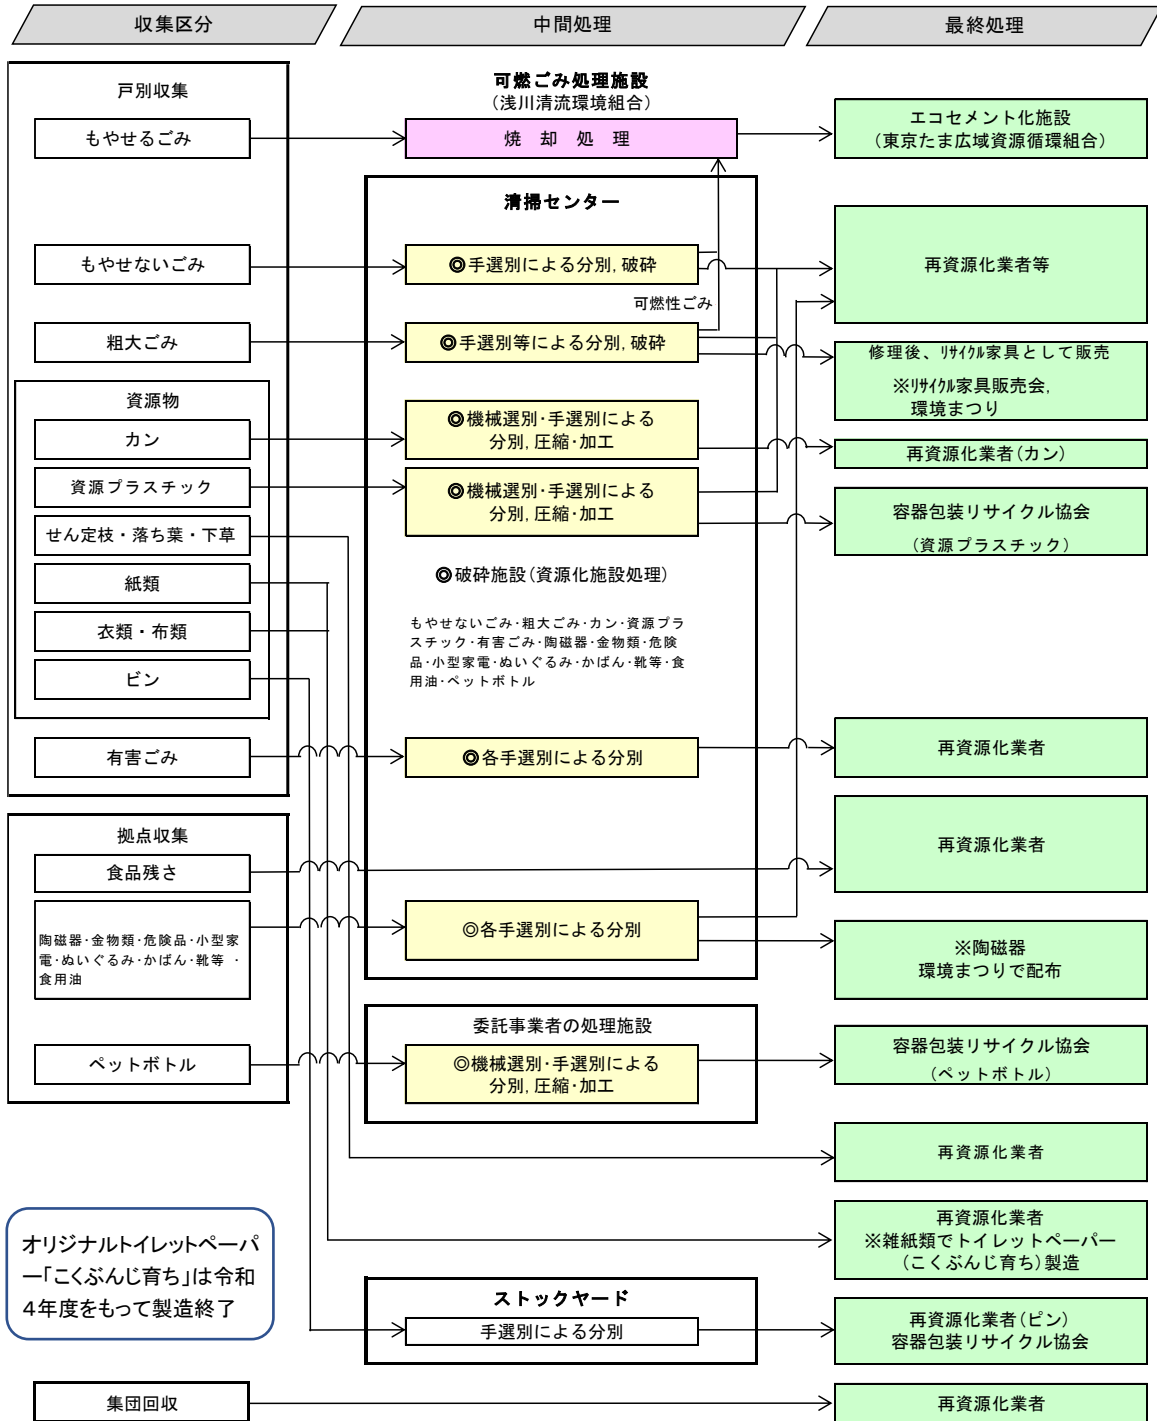 収集区分
中間処理
最終処理
戸別収集
もやせるごみ
可燃ごみ処理施設
(浅川清流環境組合)
焼 却 処 理
エコセメント化施設
(東京たま広域資源循環組合)
清掃センター
もやせないごみ
◎手選別による分別,破砕
再資源化業者等
可燃性ごみ
粗大ごみ
◎手選別等による分別,破砕
修理後、ﾘｻｲｸﾙ家具として販売
※ﾘｻｲｸﾙ家具販売会,
環境まつり
資源物
カン
◎機械選別・手選別による
分別,圧縮・加工
再資源化業者(カン)
資源プラスチック
◎機械選別・手選別による
分別,圧縮・加工
容器包装リサイクル協会
(資源プラスチック)
せん定枝・落ち葉・下草
紙類
衣類・布類
ビン
◎破砕施設(資源化施設処理)
もやせないごみ・粗大ごみ・カン・資源プラ
スチック・有害ごみ・陶磁器・金物類・危険
品・小型家電・ぬいぐるみ・かばん・靴等・食
用油・ペットボトル
有害ごみ
◎各手選別による分別
再資源化業者
拠点収集
食品残さ
再資源化業者
陶磁器・金物類・危険品・小型家
電・ぬいぐるみ・かばん・靴等 ・
食用油
◎各手選別による分別
※陶磁器
環境まつりで配布
委託事業者の処理施設
ペットボトル
◎機械選別・手選別による
分別,圧縮・加工
容器包装リサイクル協会
(ペットボトル)
再資源化業者
再資源化業者
※雑紙類でトイレットペーパー
(こくぶんじ育ち)製造
オリジナルトイレットペーパ
ー「こくぶんじ育ち」は令和
4年度をもって製造終了
ストックヤード
手選別による分別
再資源化業者(ビン)
容器包装リサイクル協会
集団回収
再資源化業者